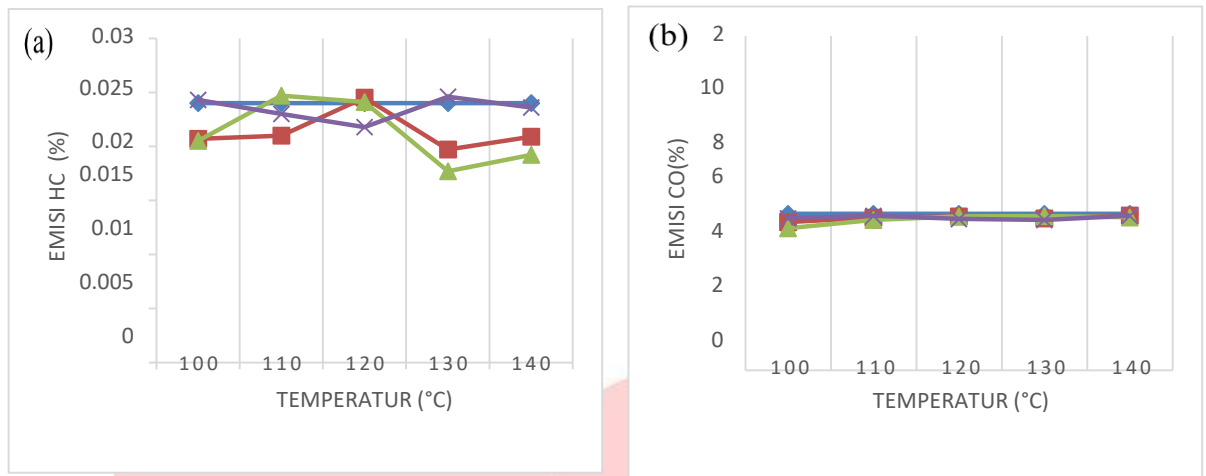 (a)
EMISI HC (%)
0.03
0.025
0.02
0.015
0.01
0.005
0
100 110 120 130 140
TEMPERATUR (°C)
(b)
EMISI CO(%)
2
10
8
6
4
2
0
100 110 120 130 140
TEMPERATUR (°C)